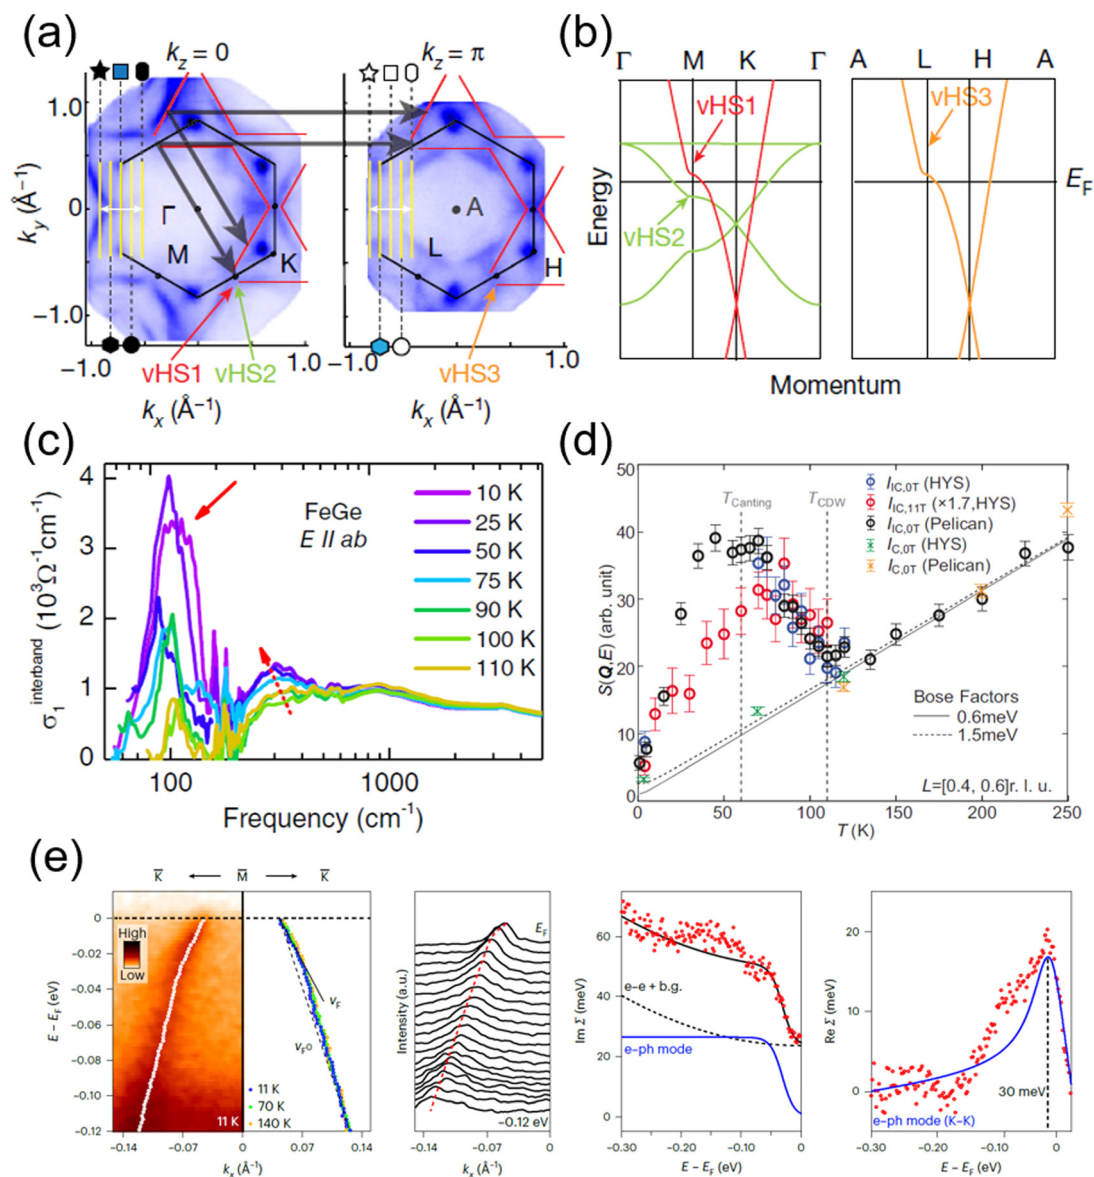 (a)
k_z = 0
k_z = π
1.0
0
−1.0
k_y (Å⁻¹)
Γ
M
K
A
L
H
−1.0
vHS1
vHS2
1.0
k_x (Å⁻¹)
−1.0
vHS3
1.0
k_x (Å⁻¹)
(b)
Γ M K Γ
A L H A
vHS1
vHS2
vHS3
E_F
Energy
Momentum
(c)
σ₁^interband (10³Ω⁻¹cm⁻¹)
4
3
2
1
0
FeGe
E II ab
10 K
25 K
50 K
75 K
90 K
100 K
110 K
100 1000
Frequency (cm⁻¹)
(d)
S(Q,E) (arb. unit)
50
40
30
20
10
0
T_Canting
T_CDW
I_IC,0T (HYS)
I_IC,11T (×1.7,HYS)
I_IC,0T (Pelican)
I_C,0T (HYS)
I_C,0T (Pelican)
Bose Factors
0.6meV
1.5meV
L=[0.4, 0.6]r. l. u.
0 50 100 150 200 250
T (K)
(e)
K̅ ← M̅ → K̅
E − E_F (eV)
0
−0.02
−0.04
−0.06
−0.08
−0.10
−0.12
High
Low
11 K
v_F
v_F⁰
11 K
70 K
140 K
−0.14 −0.07 0 0.07 0.14
k_x (Å⁻¹)
Intensity (a.u.)
E_F
−0.12 eV
−0.14 −0.07 0
k_x (Å⁻¹)
Im Σ (meV)
60
40
20
0
e–e + b.g.
e–ph mode
−0.30 −0.20 −0.10 0
E − E_F (eV)
Re Σ (meV)
20
10
0
30 meV
e–ph mode (K–K)
−0.30 −0.20 −0.10 0
E − E_F (eV)